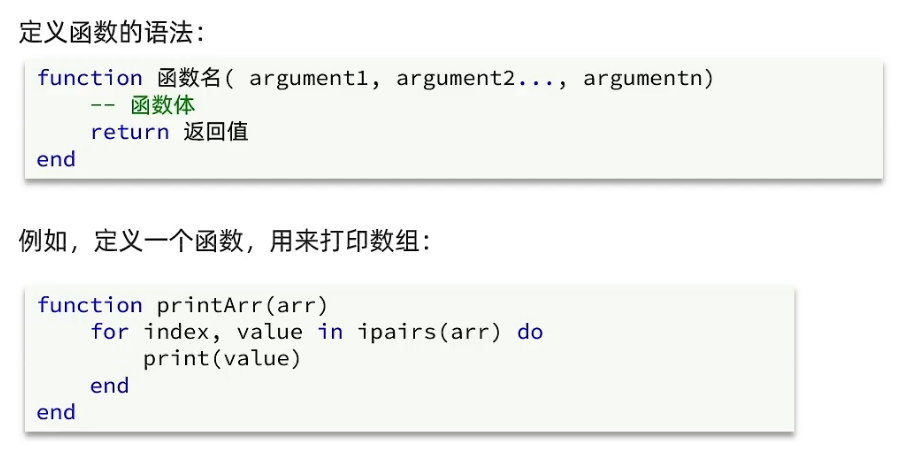 定义函数的语法：
function 函数名( argument1, argument2..., argumentn)
    -- 函数体
    return 返回值
end
例如，定义一个函数，用来打印数组：
function printArr(arr)
    for index, value in ipairs(arr) do
        print(value)
    end
end